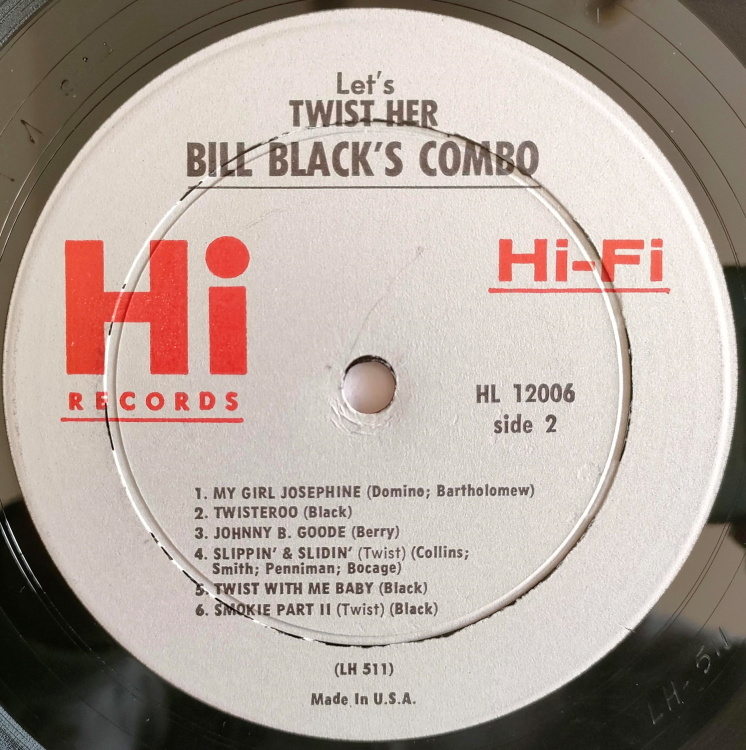 Let's
TWIST HER
BILL BLACK'S COMBO
Hi
RECORDS
Hi-Fi
HL 12006
side 2
1. MY GIRL JOSEPHINE (Domino; Bartholomew)
2. TWISTEROO (Black)
3. JOHNNY B. GOODE (Berry)
4. SLIPPIN' & SLIDIN' (Twist) (Collins;
Smith; Penniman; Bocage)
5. TWIST WITH ME BABY (Black)
6. SMOKIE PART II (Twist) (Black)
(LH 511)
Made In U.S.A.